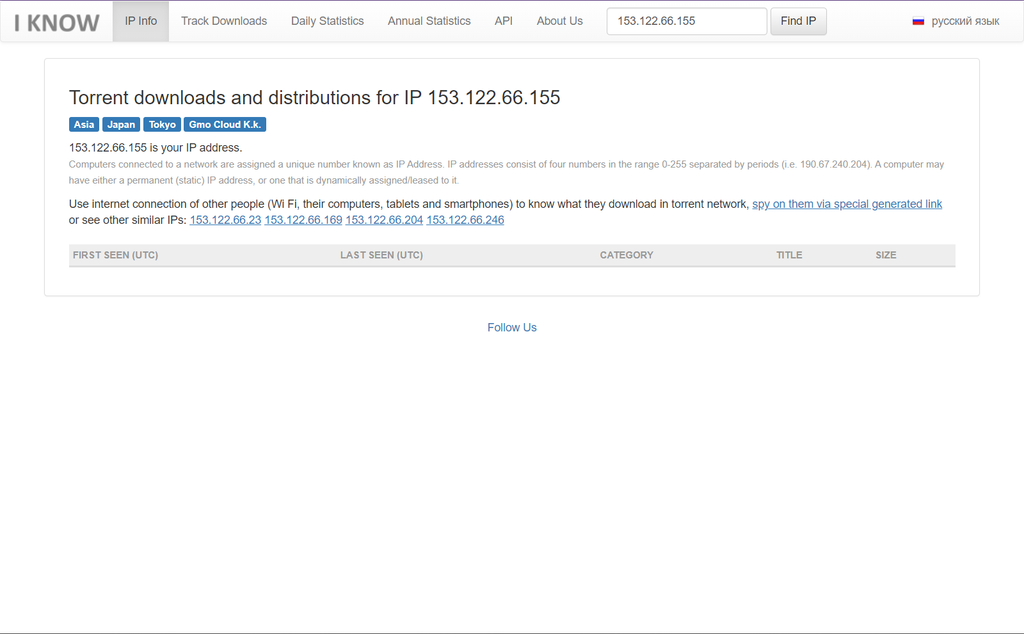 I KNOW IP Info Track Downloads Daily Statistics Annual Statistics API About Us 153.122.66.155 Find IP русский язык
Torrent downloads and distributions for IP 153.122.66.155
Asia Japan Tokyo Gmo Cloud K.k.
153.122.66.155 is your IP address.
Computers connected to a network are assigned a unique number known as IP Address. IP addresses consist of four numbers in the range 0-255 separated by periods (i.e. 190.67.240.204). A computer may
have either a permanent (static) IP address, or one that is dynamically assigned/leased to it.
Use internet connection of other people (Wi Fi, their computers, tablets and smartphones) to know what they download in torrent network, spy on them via special generated link
or see other similar IPs: 153.122.66.23 153.122.66.169 153.122.66.204 153.122.66.246
FIRST SEEN (UTC) LAST SEEN (UTC) CATEGORY TITLE SIZE
Follow Us